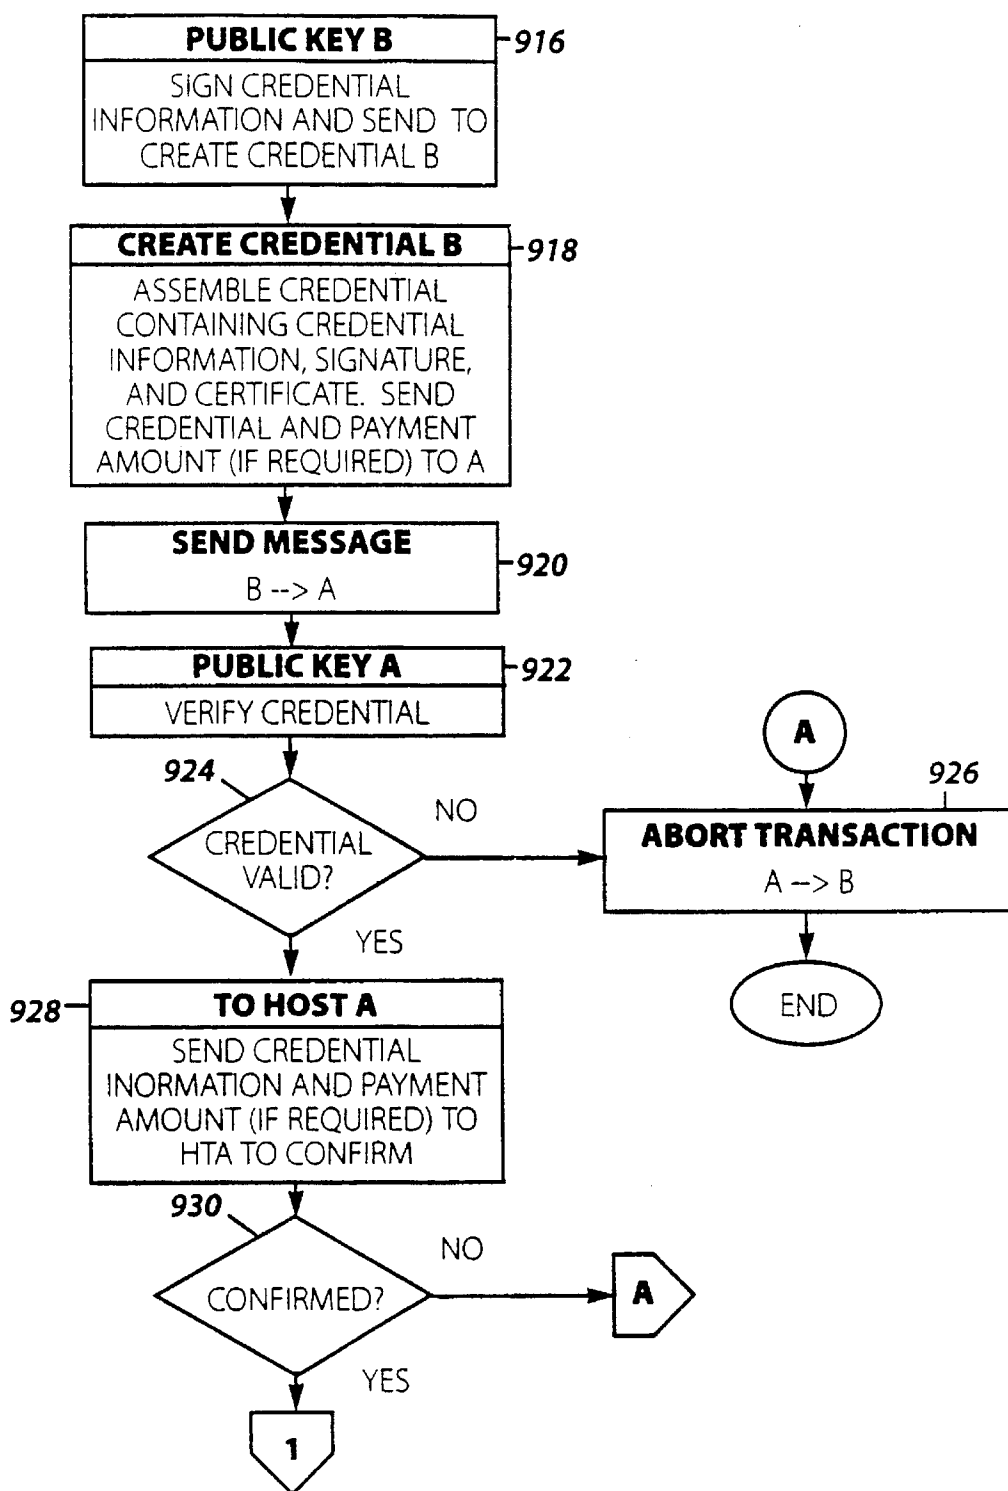 PUBLIC KEY B
916
SIGN CREDENTIAL
INFORMATION AND SEND TO
CREATE CREDENTIAL B
CREATE CREDENTIAL B
918
ASSEMBLE CREDENTIAL
CONTAINING CREDENTIAL
INFORMATION, SIGNATURE,
AND CERTIFICATE. SEND
CREDENTIAL AND PAYMENT
AMOUNT (IF REQUIRED) TO A
SEND MESSAGE
920
B --> A
PUBLIC KEY A
922
VERIFY CREDENTIAL
924
CREDENTIAL
VALID?
NO
YES
A
926
ABORT TRANSACTION
A --> B
END
928
TO HOST A
SEND CREDENTIAL
INORMATION AND PAYMENT
AMOUNT (IF REQUIRED) TO
HTA TO CONFIRM
930
CONFIRMED?
NO
A
YES
1